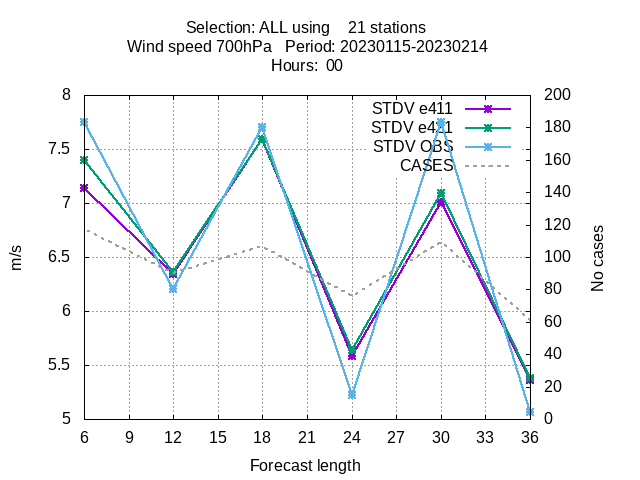 Selection: ALL using 21 stations
Wind speed 700hPa Period: 20230115-20230214
Hours: 00
8
7.5
7
6.5
6
5.5
5
m/s
200
180
160
140
120
100
80
60
40
20
0
No cases
STDV e411
STDV e421
STDV OBS
CASES
6 9 12 15 18 21 24 27 30 33 36
Forecast length